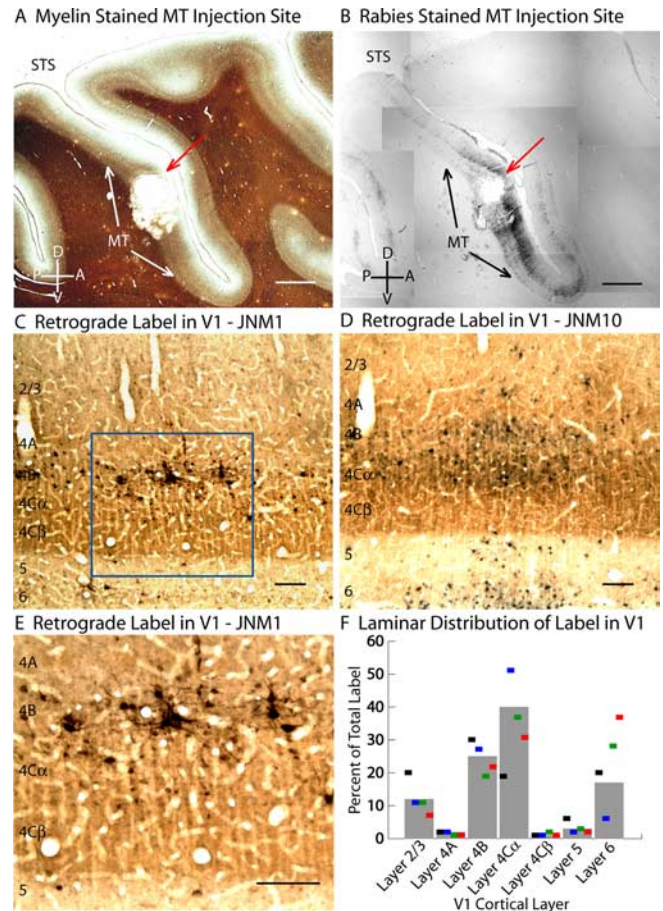 A Myelin Stained MT Injection Site
STS
MT
D
P A
V
B Rabies Stained MT Injection Site
STS
MT
D
P A
V
C Retrograde Label in V1 - JNM1
2/3
4A
4B
4Cα
4Cβ
5
6
D Retrograde Label in V1 - JNM10
2/3
4A
4B
4Cα
4Cβ
5
6
E Retrograde Label in V1 - JNM1
4A
4B
4Cα
4Cβ
5
F Laminar Distribution of Label in V1
Percent of Total Label
60
50
40
30
20
10
0
Layer 2/3
Layer 4A
Layer 4B
Layer 4Cα
Layer 4Cβ
Layer 5
Layer 6
V1 Cortical Layer